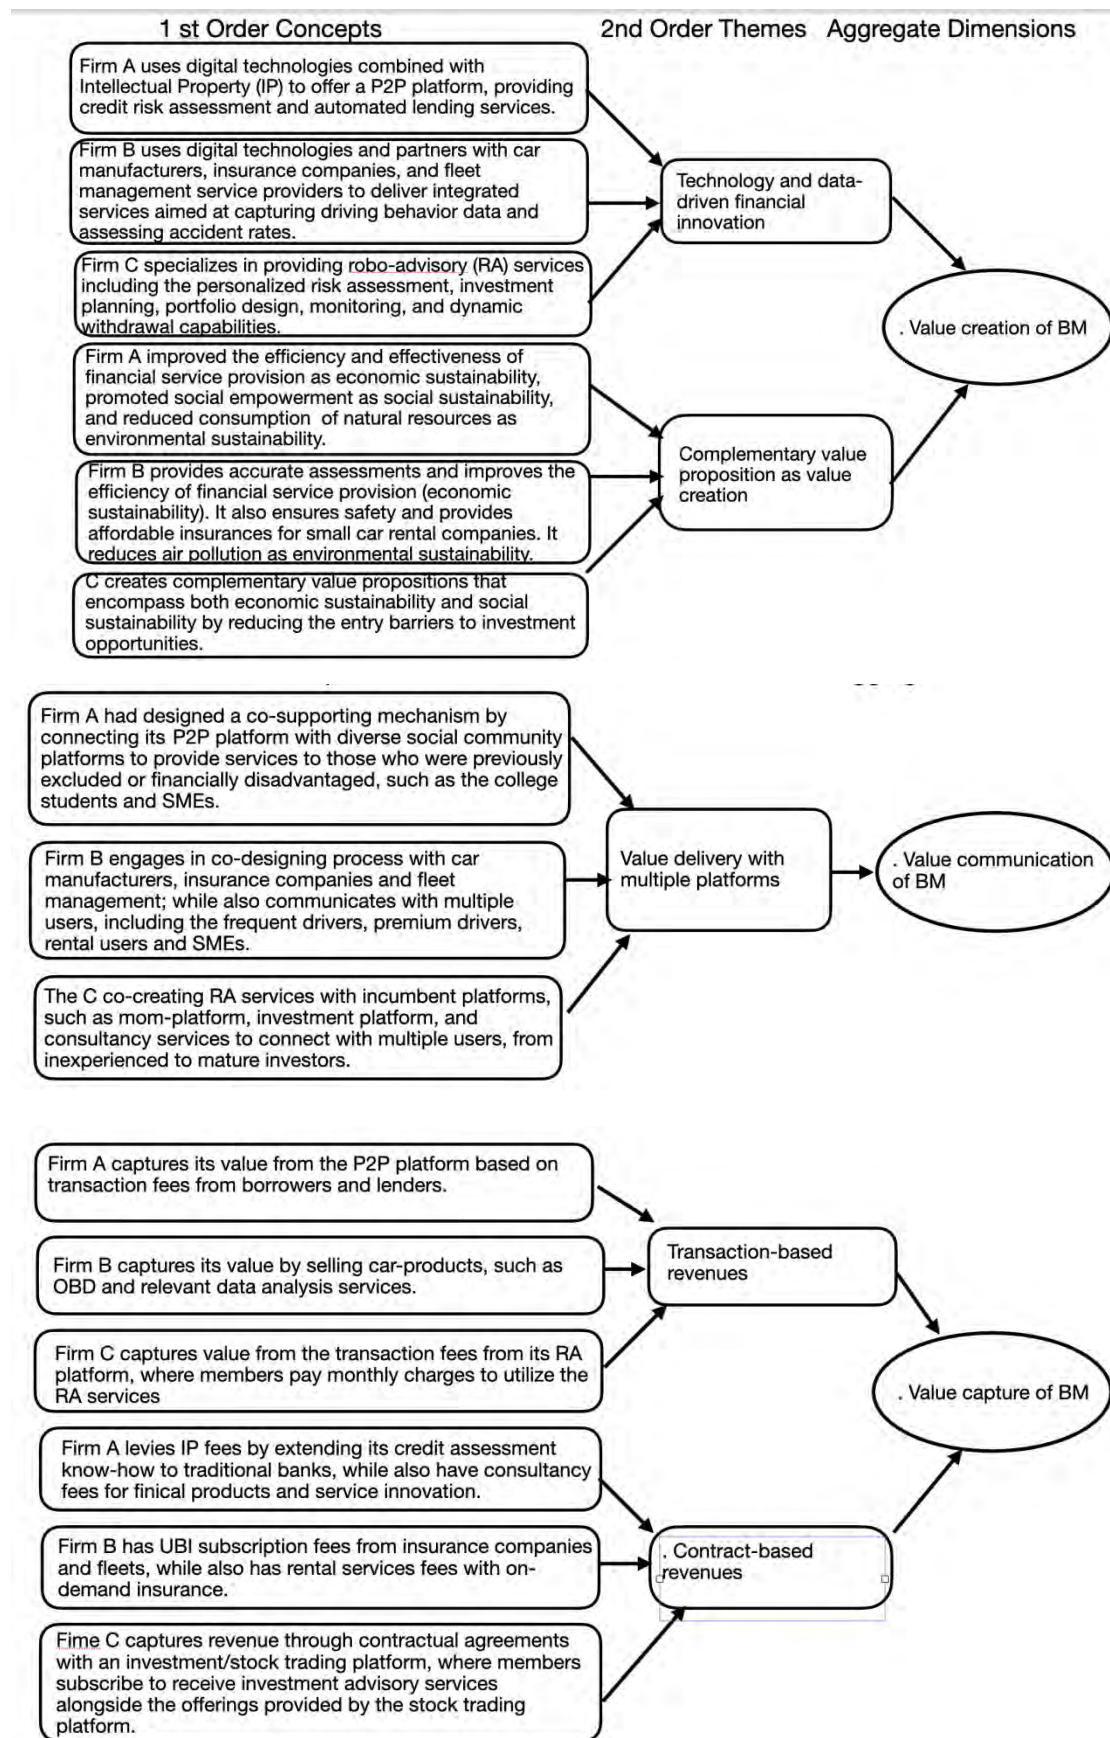 1 st Order Concepts
2nd Order Themes
Aggregate Dimensions
Firm A uses digital technologies combined with
Intellectual Property (IP) to offer a P2P platform, providing
credit risk assessment and automated lending services.
Firm B uses digital technologies and partners with car
manufacturers, insurance companies, and fleet
management service providers to deliver integrated
services aimed at capturing driving behavior data and
assessing accident rates.
Firm C specializes in providing robo-advisory (RA) services
including the personalized risk assessment, investment
planning, portfolio design, monitoring, and dynamic
withdrawal capabilities.
Technology and data-
driven financial
innovation
Firm A improved the efficiency and effectiveness of
financial service provision as economic sustainability,
promoted social empowerment as social sustainability,
and reduced consumption of natural resources as
environmental sustainability.
Firm B provides accurate assessments and improves the
efficiency of financial service provision (economic
sustainability). It also ensures safety and provides
affordable insurances for small car rental companies. It
reduces air pollution as environmental sustainability.
C creates complementary value propositions that
encompass both economic sustainability and social
sustainability by reducing the entry barriers to investment
opportunities.
Complementary value
proposition as value
creation
. Value creation of BM
Firm A had designed a co-supporting mechanism by
connecting its P2P platform with diverse social community
platforms to provide services to those who were previously
excluded or financially disadvantaged, such as the college
students and SMEs.
Firm B engages in co-designing process with car
manufacturers, insurance companies and fleet
management; while also communicates with multiple
users, including the frequent drivers, premium drivers,
rental users and SMEs.
The C co-creating RA services with incumbent platforms,
such as mom-platform, investment platform, and
consultancy services to connect with multiple users, from
inexperienced to mature investors.
Value delivery with
multiple platforms
. Value communication
of BM
Firm A captures its value from the P2P platform based on
transaction fees from borrowers and lenders.
Firm B captures its value by selling car-products, such as
OBD and relevant data analysis services.
Firm C captures value from the transaction fees from its RA
platform, where members pay monthly charges to utilize the
RA services
Transaction-based
revenues
Firm A levies IP fees by extending its credit assessment
know-how to traditional banks, while also have consultancy
fees for finical products and service innovation.
Firm B has UBI subscription fees from insurance companies
and fleets, while also has rental services fees with on-
demand insurance.
Fime C captures revenue through contractual agreements
with an investment/stock trading platform, where members
subscribe to receive investment advisory services
alongside the offerings provided by the stock trading
platform.
. Contract-based
revenues
. Value capture of BM